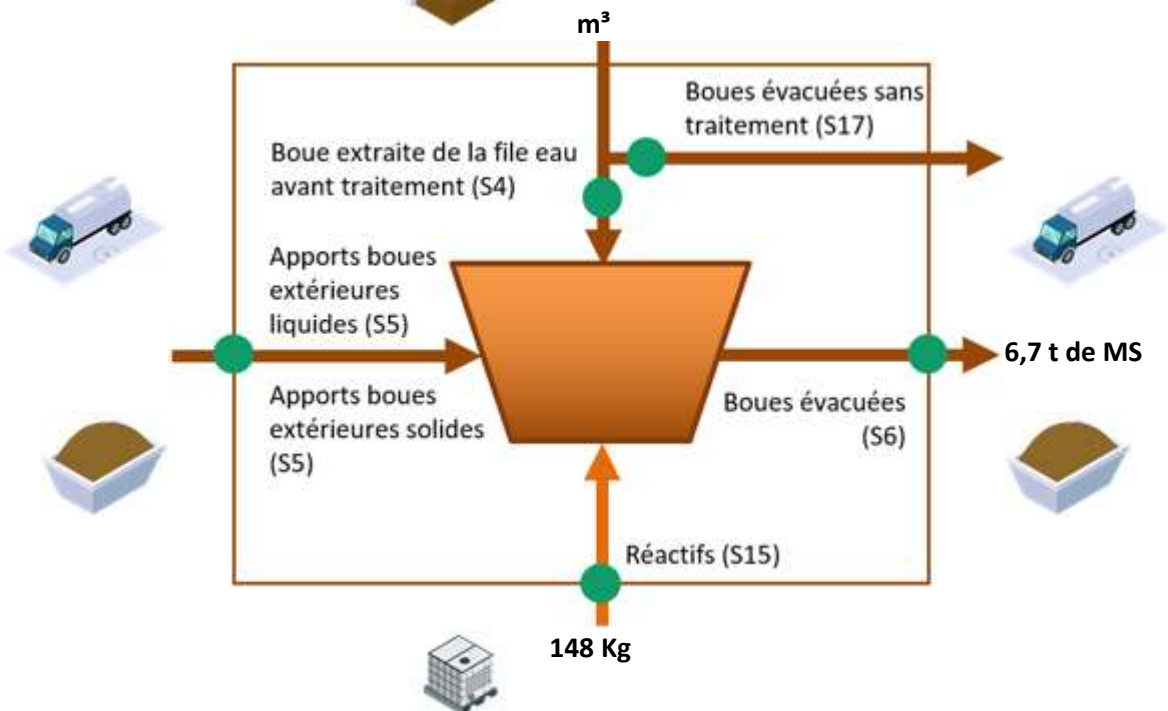 m³
Boues évacuées sans
traitement (S17)
Boue extraite de la file eau
avant traitement (S4)
Apports boues
extérieures
liquides (S5)
6,7 t de MS
Apports boues
extérieures solides
(S5)
Boues évacuées
(S6)
Réactifs (S15)
148 Kg